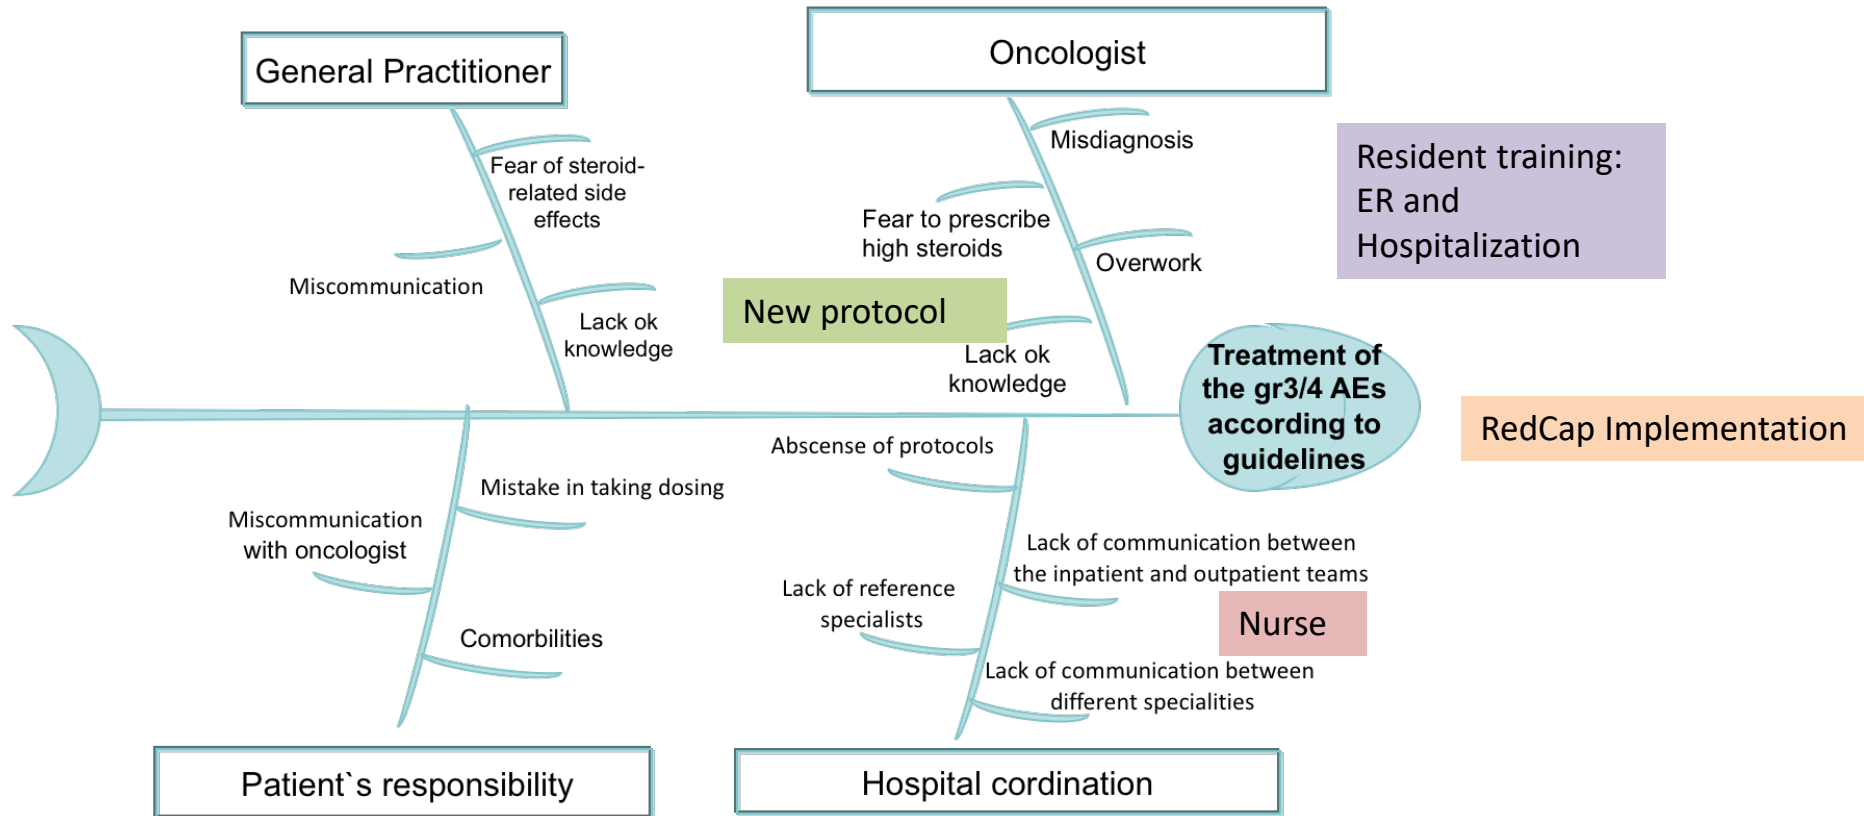 General Practitioner
Oncologist
Fear of steroid-
related side
effects
Miscommunication
Lack ok
knowledge
Misdiagnosis
Fear to prescribe
high steroids
Overwork
Lack ok
knowledge
New protocol
Resident training:
ER and
Hospitalization
Treatment of
the gr3/4 AEs
according to
guidelines
RedCap Implementation
Mistake in taking dosing
Miscommunication
with oncologist
Comorbilities
Abscense of protocols
Lack of communication between
the inpatient and outpatient teams
Lack of reference
specialists
Nurse
Lack of communication between
different specialities
Patient`s responsibility
Hospital cordination